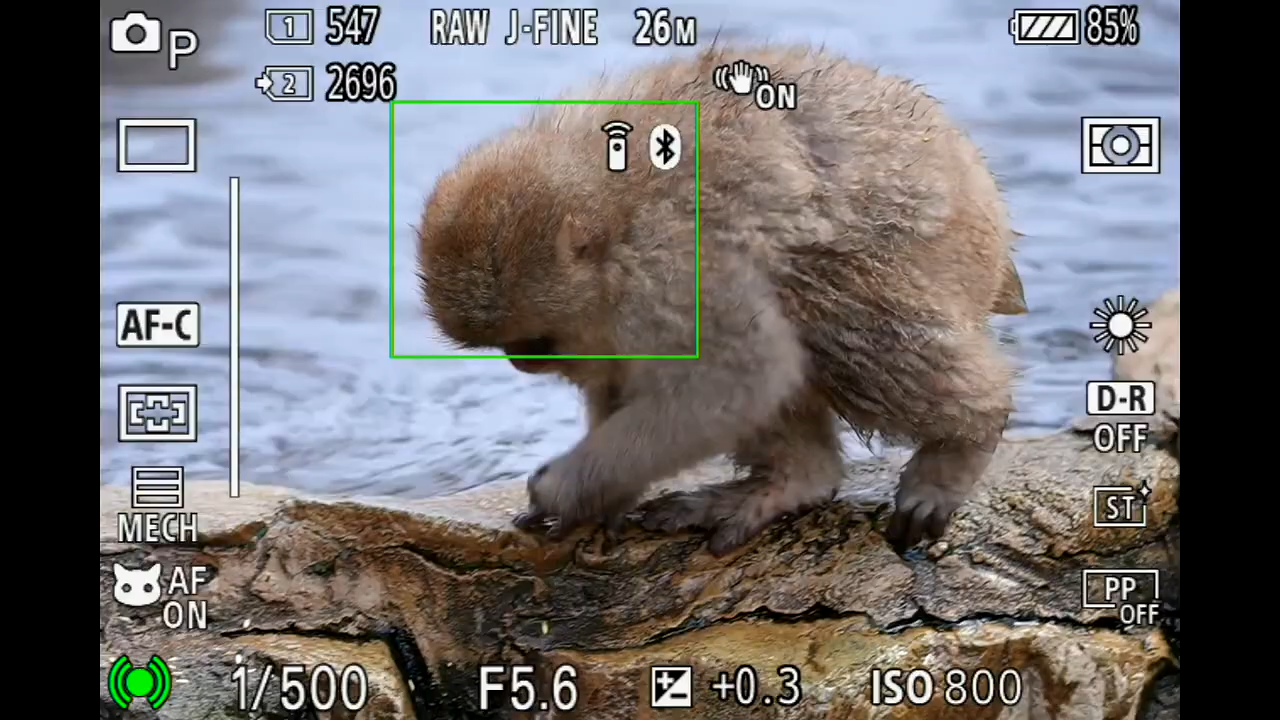 P
1 547 RAW J-FINE 26M 85%
2 2696
ON
AF-C
D-R
OFF
MECH
ST
AF
ON
PP
OFF
1/500 F5.6 +0.3 ISO 800